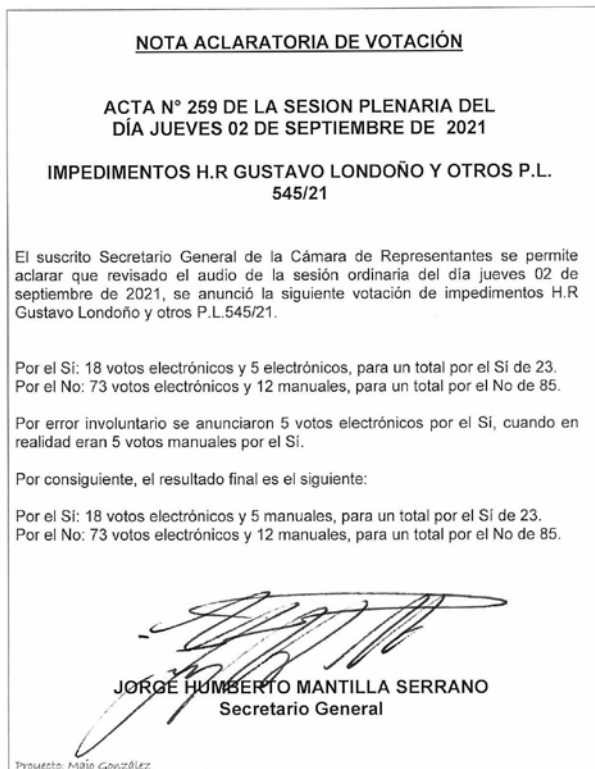 NOTA ACLARATORIA DE VOTACIÓN
ACTA N° 259 DE LA SESION PLENARIA DEL
DÍA JUEVES 02 DE SEPTIEMBRE DE 2021
IMPEDIMENTOS H.R GUSTAVO LONDOÑO Y OTROS P.L.
545/21
El suscrito Secretario General de la Cámara de Representantes se permite
aclarar que revisado el audio de la sesión ordinaria del día jueves 02 de
septiembre de 2021, se anunció la siguiente votación de impedimentos H.R
Gustavo Londoño y otros P.L.545/21.
Por el Sí: 18 votos electrónicos y 5 electrónicos, para un total por el Sí de 23.
Por el No: 73 votos electrónicos y 12 manuales, para un total por el No de 85.
Por error involuntario se anunciaron 5 votos electrónicos por el Sí, cuando en
realidad eran 5 votos manuales por el Sí.
Por consiguiente, el resultado final es el siguiente:
Por el Sí: 18 votos electrónicos y 5 manuales, para un total por el Sí de 23.
Por el No: 73 votos electrónicos y 12 manuales, para un total por el No de 85.
JORGE HUMBERTO MANTILLA SERRANO
Secretario General
Proyecto: Majo González